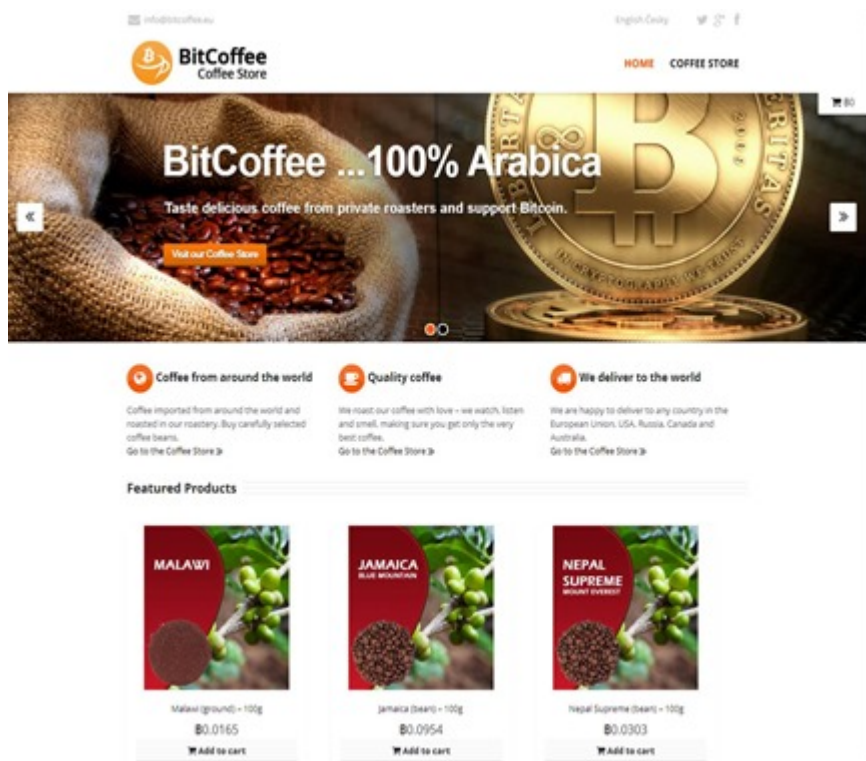 info@bitcoffee.eu
English Česky
BitCoffee
Coffee Store
HOME COFFEE STORE
฿0
BitCoffee ...100% Arabica
Taste delicious coffee from private roasters and support Bitcoin.
Visit our Coffee Store
Coffee from around the world
Coffee imported from around the world and
roasted in our roastery. Buy carefully selected
coffee beans.
Go to the Coffee Store »
Quality coffee
We roast our coffee with love – we watch, listen
and smell, making sure you get only the very
best coffee.
Go to the Coffee Store »
We deliver to the world
We are happy to deliver to any country in the
European Union, USA, Russia, Canada and
Australia.
Go to the Coffee Store »
Featured Products
MALAWI
Malawi (ground) – 100g
฿0.0165
Add to cart
JAMAICA
BLUE MOUNTAIN
Jamaica (bean) – 100g
฿0.0954
Add to cart
NEPAL
SUPREME
MOUNT EVEREST
Nepal Supreme (bean) – 100g
฿0.0303
Add to cart